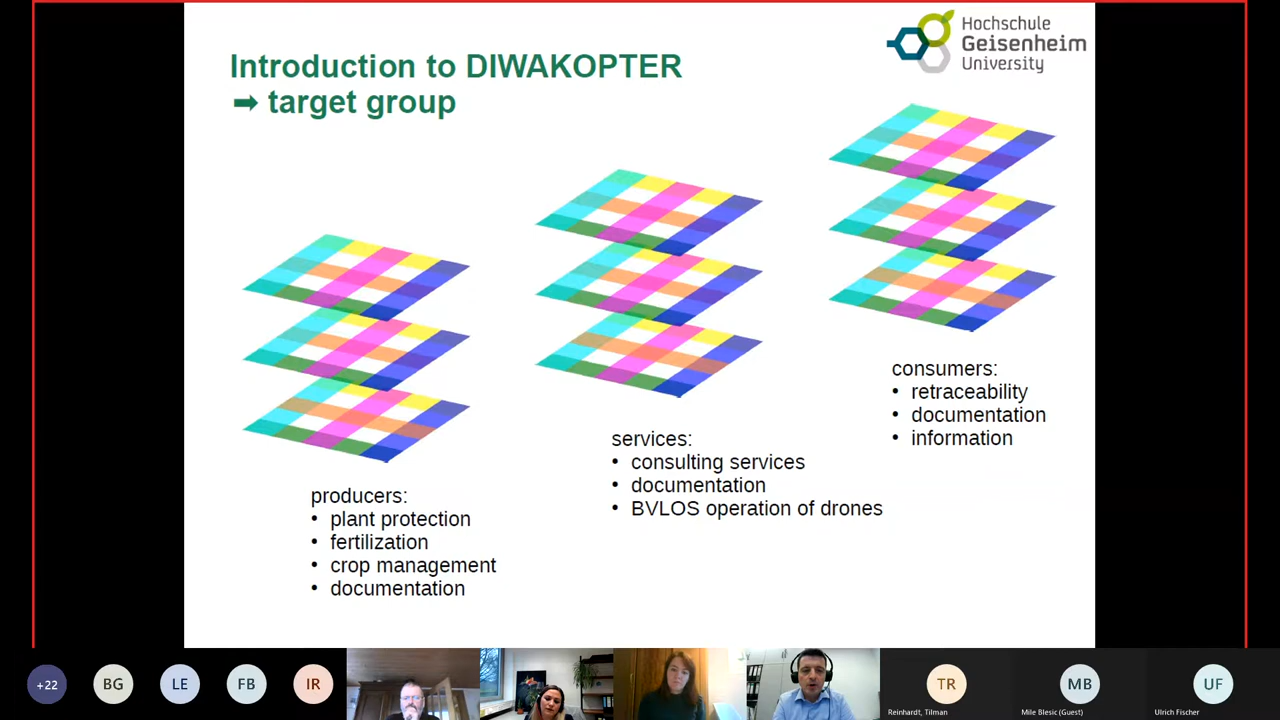 Introduction to DIWAKOPTER
➡ target group
Hochschule
Geisenheim
University
producers:
• plant protection
• fertilization
• crop management
• documentation
services:
• consulting services
• documentation
• BVLOS operation of drones
consumers:
• retraceability
• documentation
• information
+22
BG
LE
FB
IR
TR
Reinhardt, Tilman
MB
Mile Blesic (Guest)
UF
Ulrich Fischer